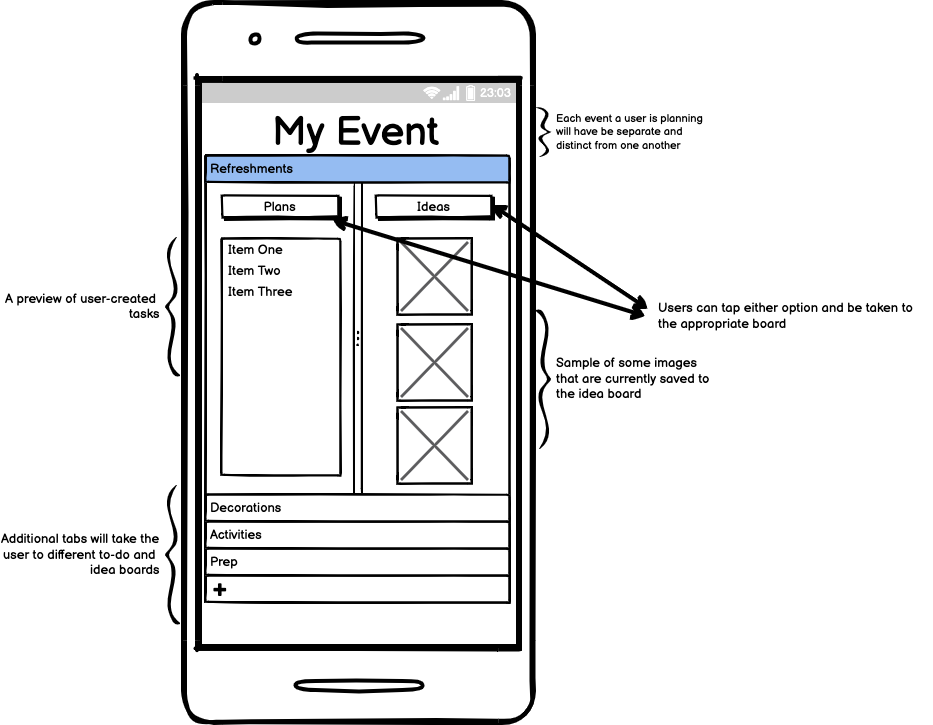 23:03
My Event
Each event a user is planning
will have be separate and
distinct from one another
Refreshments
Plans
Ideas
Item One
Item Two
Item Three
A preview of user-created
tasks
Users can tap either option and be taken to
the appropriate board
Sample of some images
that are currently saved to
the idea board
Decorations
Activities
Prep
+
Additional tabs will take the
user to different to-do and
idea boards